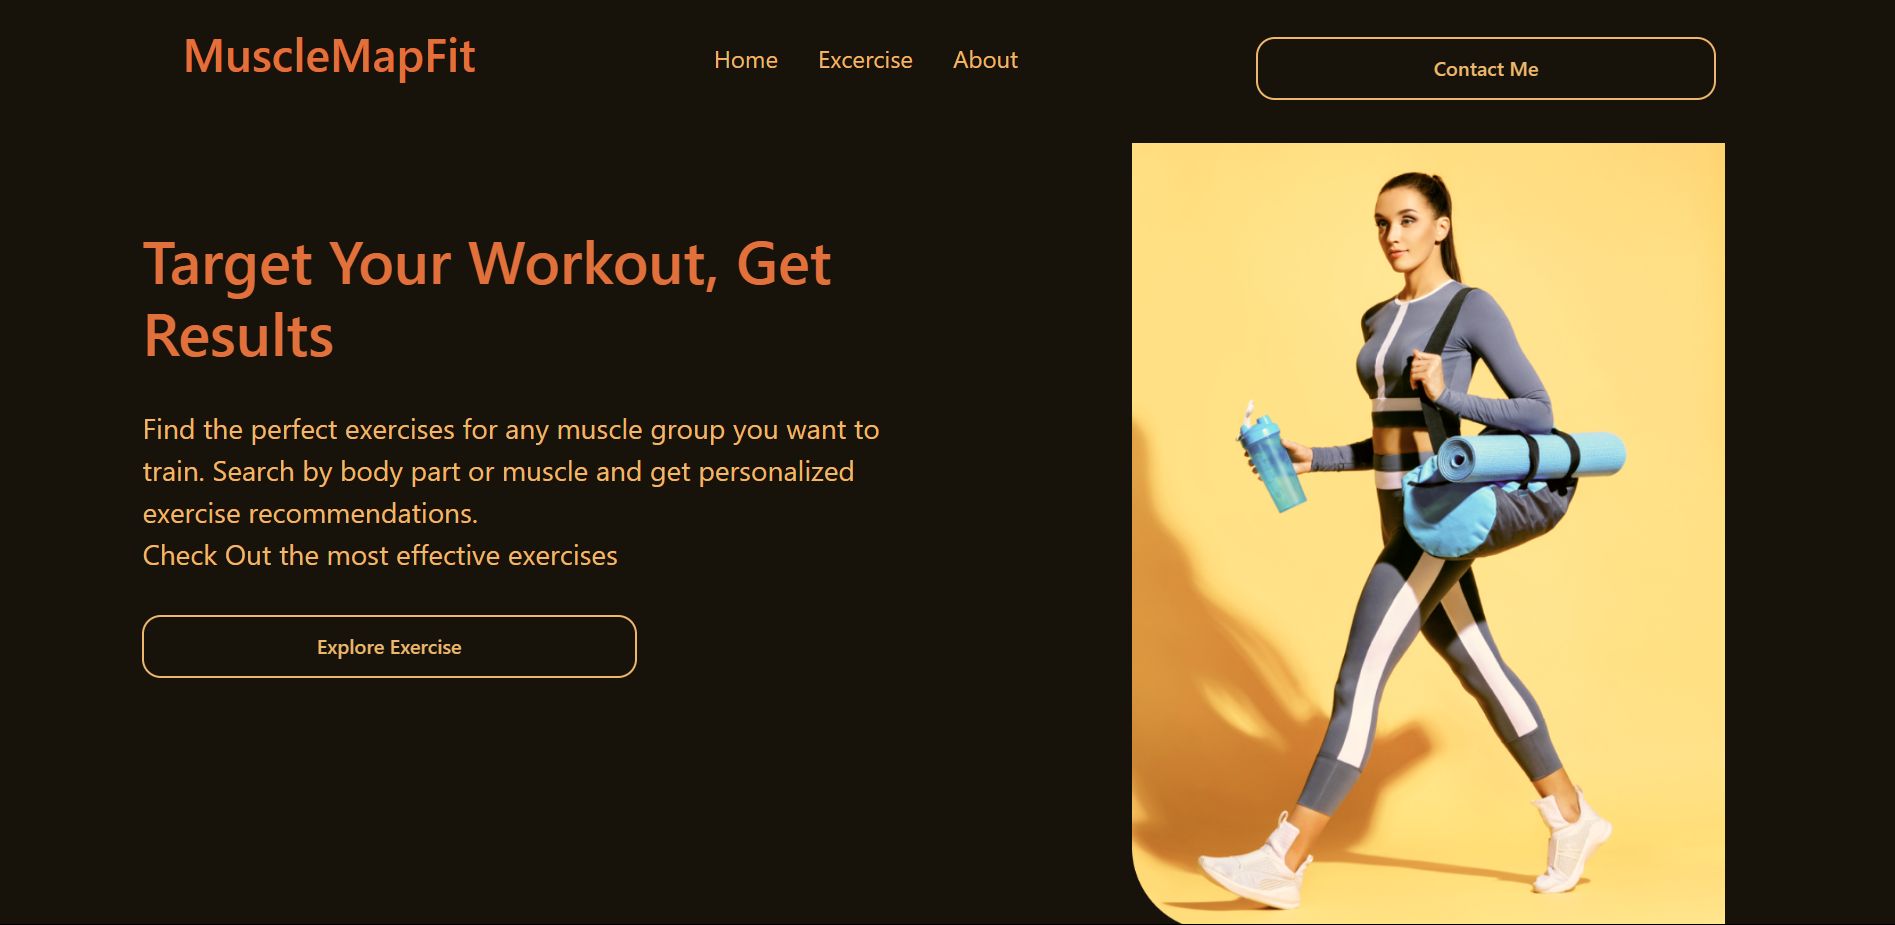 MuscleMapFit
Home Excercise About
Contact Me
Target Your Workout, Get
Results
Find the perfect exercises for any muscle group you want to
train. Search by body part or muscle and get personalized
exercise recommendations.
Check Out the most effective exercises
Explore Exercise